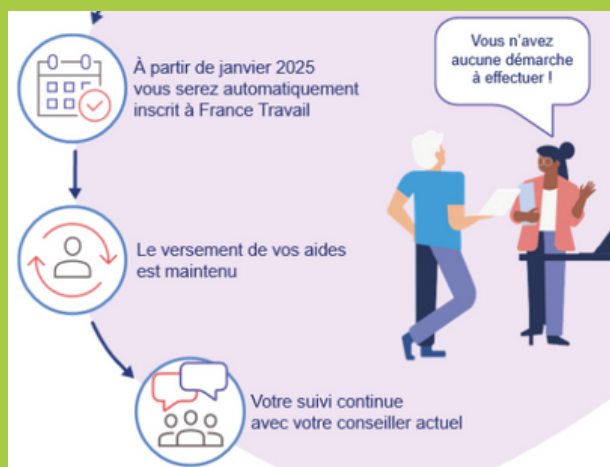 À partir de janvier 2025
vous serez automatiquement
inscrit à France Travail
Vous n'avez
aucune démarche
à effectuer !
Le versement de vos aides
est maintenu
Votre suivi continue
avec votre conseiller actuel